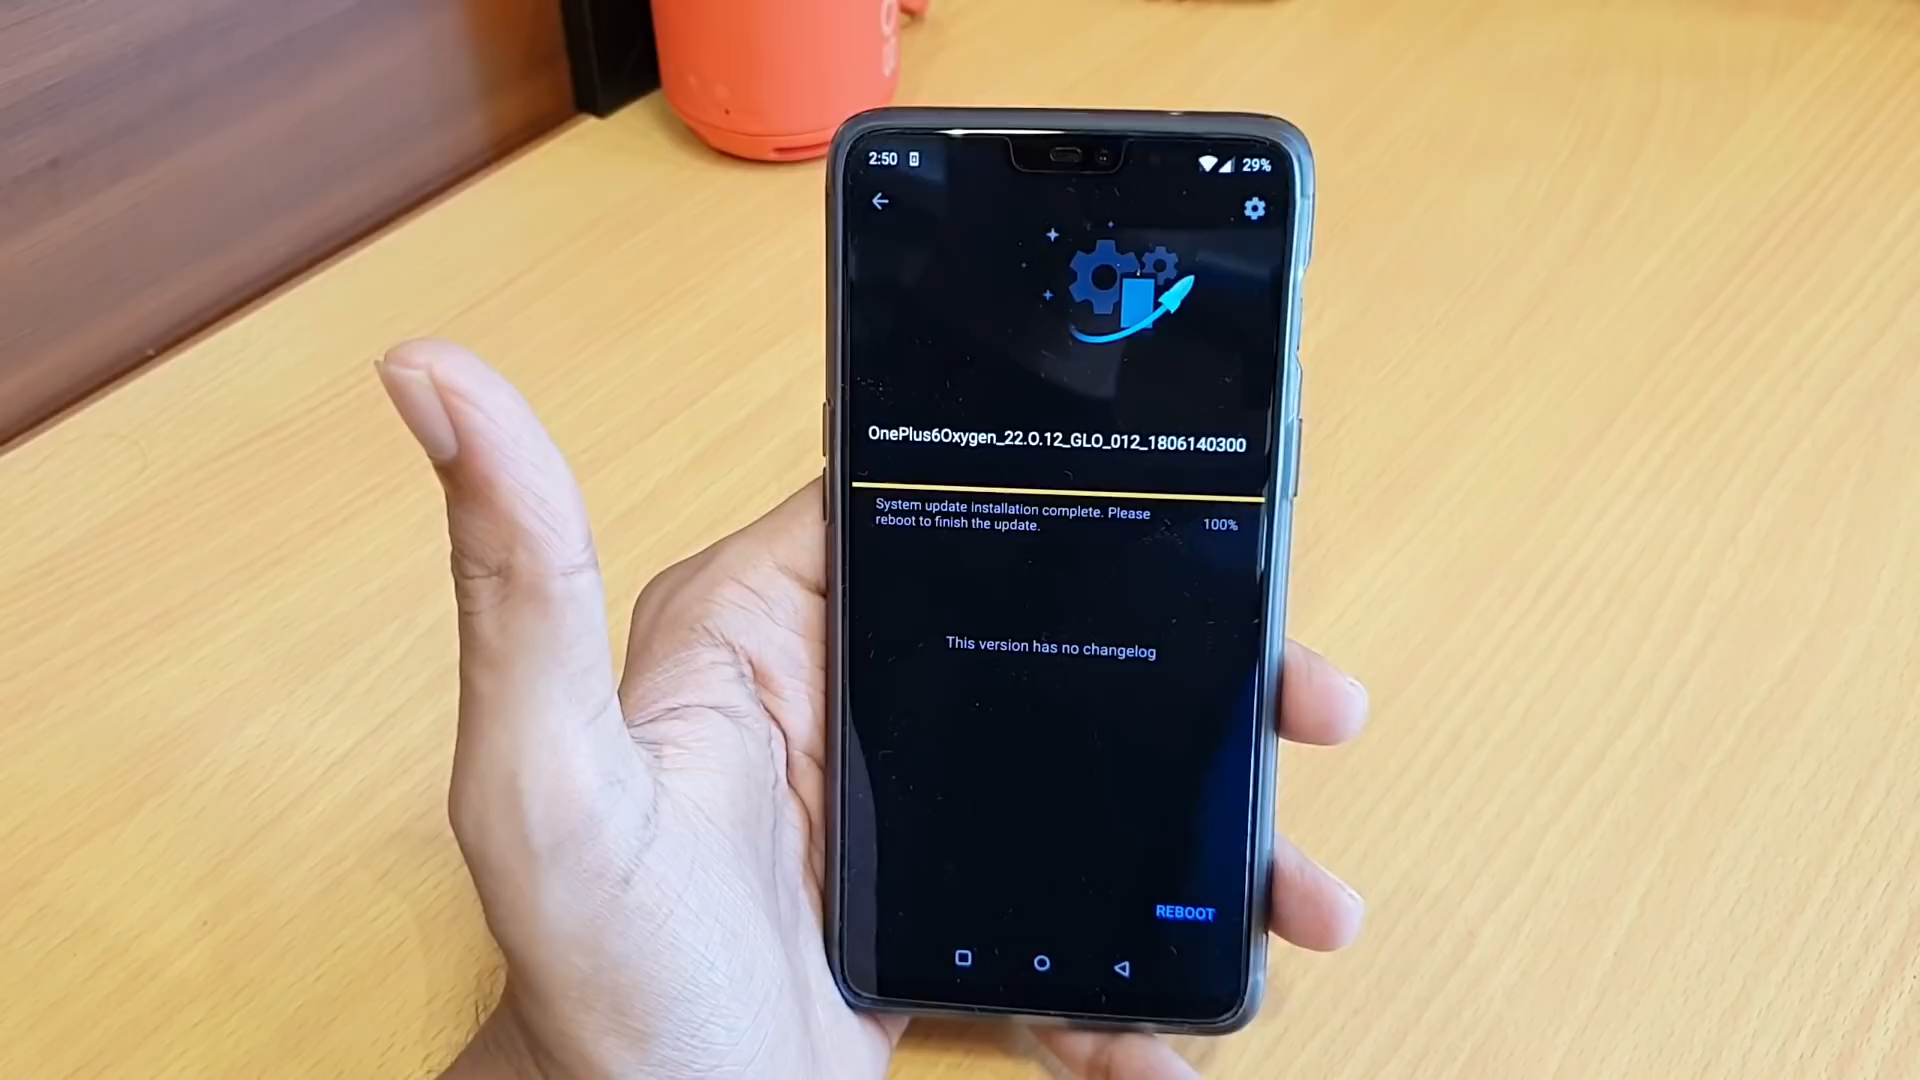 2:50
29%
OnePlus6Oxygen_22.O.12_GLO_012_1806140300
System update installation complete. Please
reboot to finish the update.
100%
This version has no changelog
REBOOT